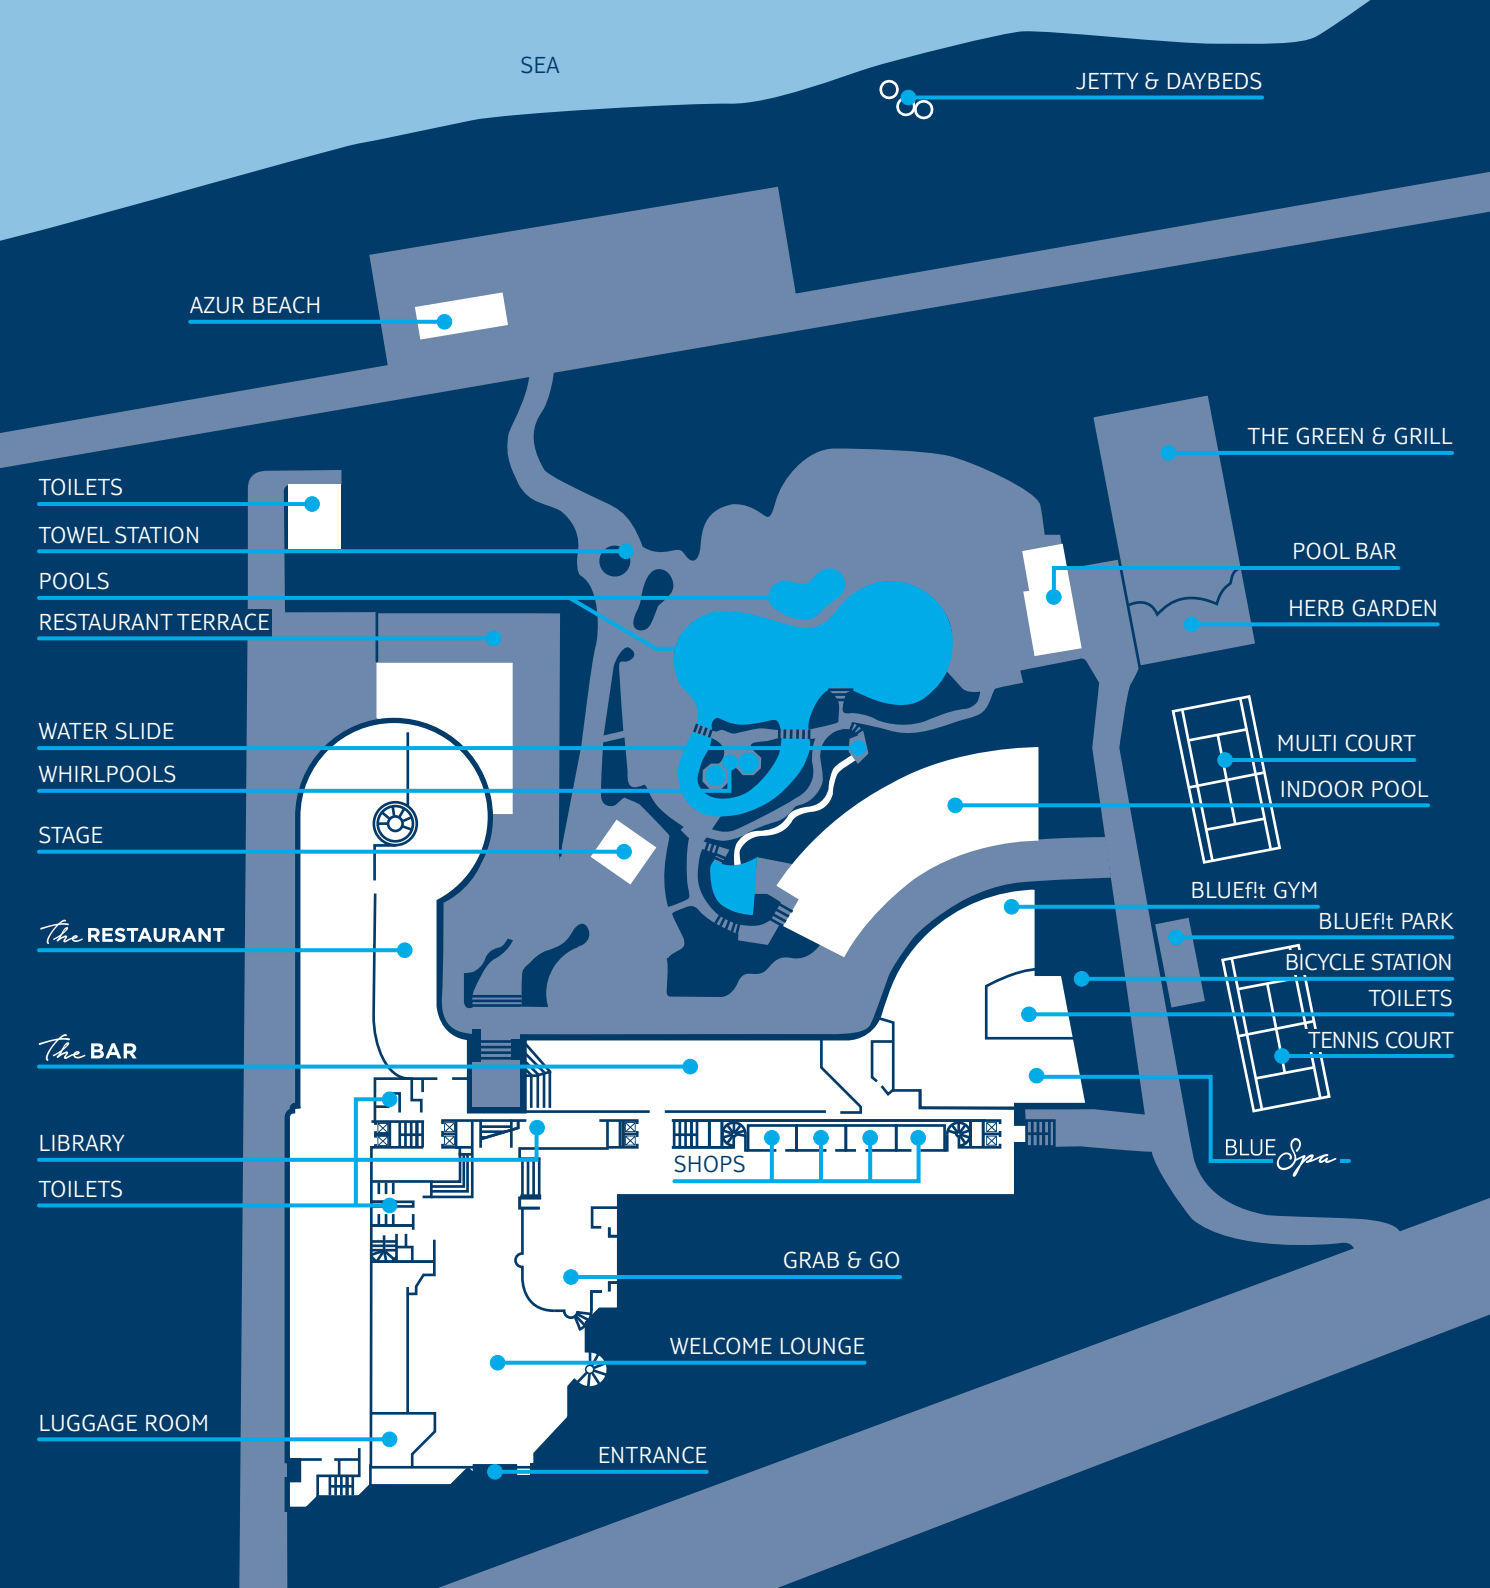 SEA
JETTY & DAYBEDS
AZUR BEACH
THE GREEN & GRILL
TOILETS
TOWEL STATION
POOL BAR
POOLS
HERB GARDEN
RESTAURANT TERRACE
WATER SLIDE
MULTI COURT
WHIRLPOOLS
INDOOR POOL
STAGE
BLUEf!t GYM
BLUEf!t PARK
The RESTAURANT
BICYCLE STATION
TOILETS
TENNIS COURT
The BAR
LIBRARY
BLUE Spa
SHOPS
TOILETS
GRAB & GO
WELCOME LOUNGE
LUGGAGE ROOM
ENTRANCE